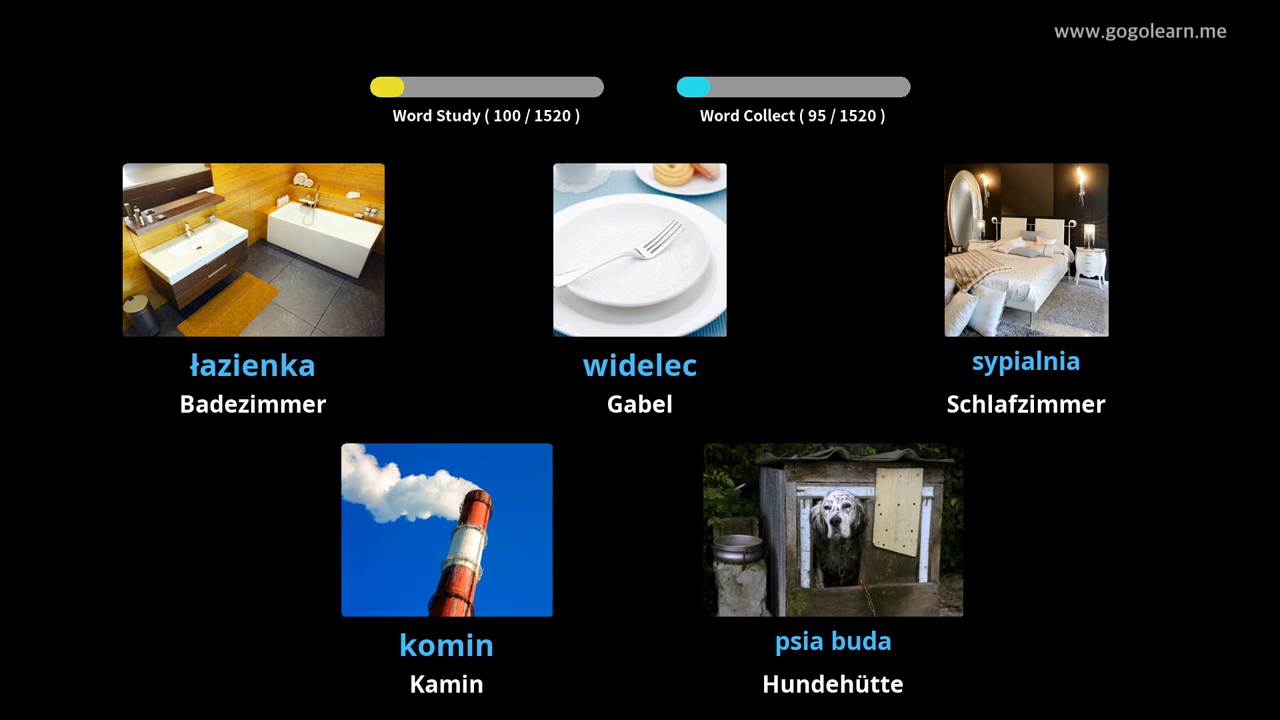 www.gogolearn.me
Word Study ( 100 / 1520 )
Word Collect ( 95 / 1520 )
łazienka
Badezimmer
widelec
Gabel
sypialnia
Schlafzimmer
komin
Kamin
psia buda
Hundehütte